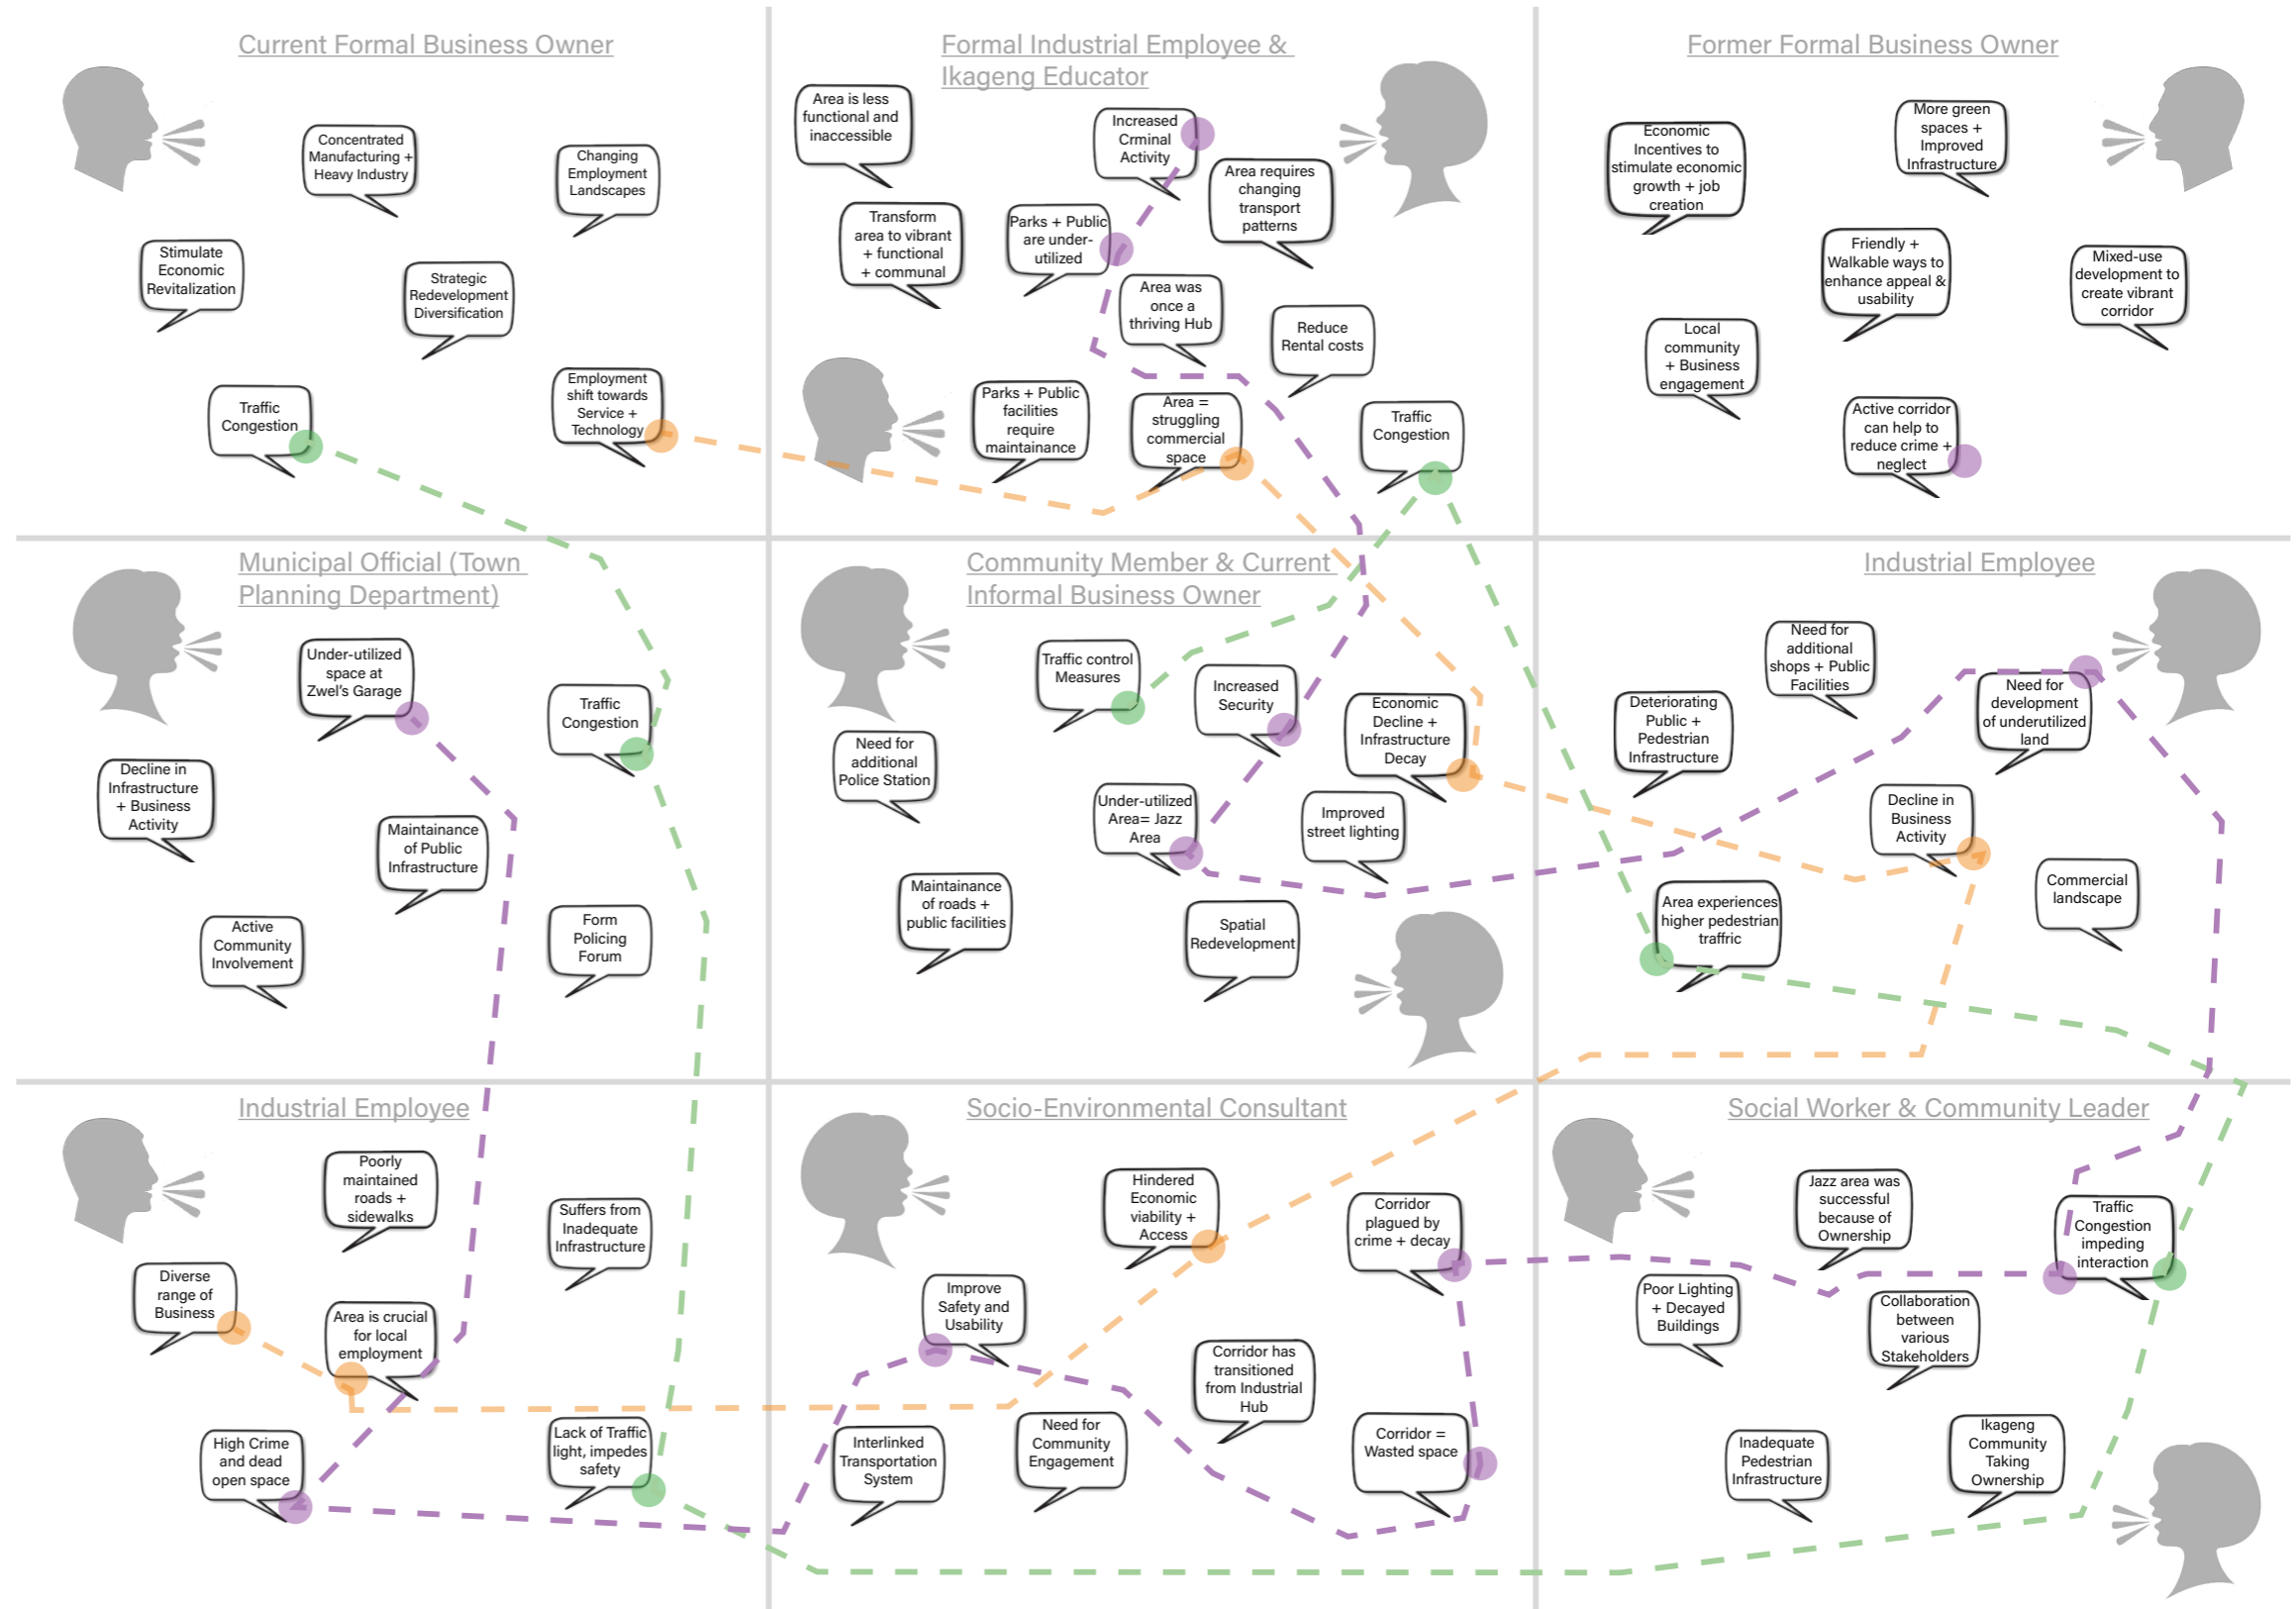 Current Formal Business Owner
Concentrated
Manufacturing +
Heavy Industry
Changing
Employment
Landscapes
Stimulate
Economic
Revitalization
Strategic
Redevelopment
Diversification
Traffic
Congestion
Employment
shift towards
Service +
Technology
Formal Industrial Employee &
Ikageng Educator
Area is less
functional and
inaccessible
Increased
Crminal
Activity
Area requires
changing
transport
patterns
Transform
area to vibrant
+ functional
+ communal
Parks + Public
are under-
utilized
Area was
once a
thriving Hub
Reduce
Rental costs
Parks + Public
facilities
require
maintainance
Area =
struggling
commercial
space
Traffic
Congestion
Former Formal Business Owner
Economic
Incentives to
stimulate economic
growth + job
creation
More green
spaces +
Improved
Infrastructure
Friendly +
Walkable ways to
enhance appeal &
usability
Mixed-use
development to
create vibrant
corridor
Local
community
+ Business
engagement
Active corridor
can help to
reduce crime +
neglect
Municipal Official (Town
Planning Department)
Under-utilized
space at
Zwel's Garage
Traffic
Congestion
Decline in
Infrastructure
+ Business
Activity
Maintainance
of Public
Infrastructure
Active
Community
Involvement
Form
Policing
Forum
Community Member & Current
Informal Business Owner
Traffic control
Measures
Increased
Security
Economic
Decline +
Infrastructure
Decay
Need for
additional
Police Station
Under-utilized
Area= Jazz
Area
Improved
street lighting
Maintainance
of roads +
public facilities
Spatial
Redevelopment
Industrial Employee
Need for
additional
shops + Public
Facilities
Need for
development
of underutilized
land
Deteriorating
Public +
Pedestrian
Infrastructure
Decline in
Business
Activity
Area experiences
higher pedestrian
traffric
Commercial
landscape
Industrial Employee
Poorly
maintained
roads +
sidewalks
Suffers from
Inadequate
Infrastructure
Diverse
range of
Business
Area is crucial
for local
employment
High Crime
and dead
open space
Lack of Traffic
light, impedes
safety
Socio-Environmental Consultant
Hindered
Economic
viability +
Access
Corridor
plagued by
crime + decay
Improve
Safety and
Usability
Corridor has
transitioned
from Industrial
Hub
Interlinked
Transportation
System
Need for
Community
Engagement
Corridor =
Wasted space
Social Worker & Community Leader
Jazz area was
successful
because of
Ownership
Traffic
Congestion
impeding
interaction
Poor Lighting
+ Decayed
Buildings
Collaboration
between
various
Stakeholders
Inadequate
Pedestrian
Infrastructure
Ikageng
Community
Taking
Ownership